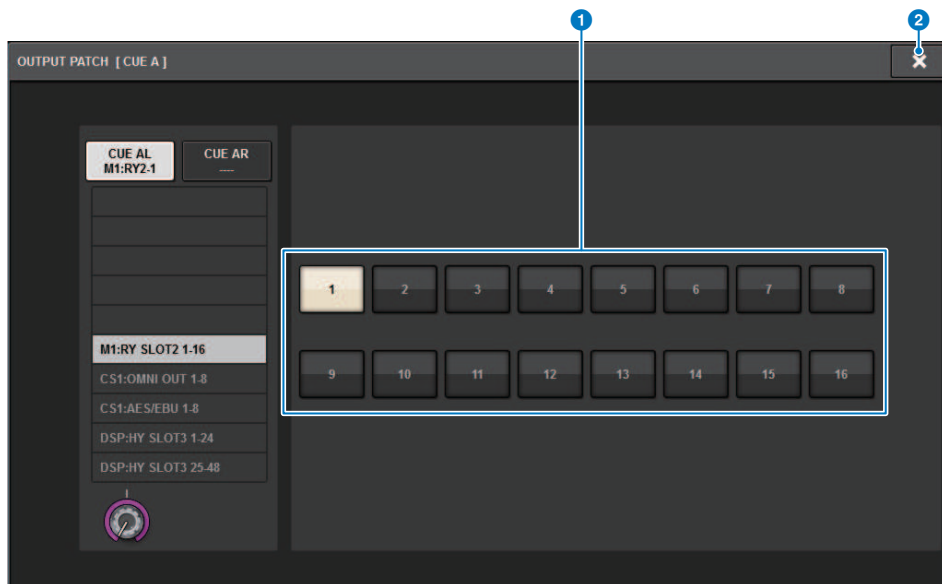 1
2
OUTPUT PATCH [ CUE A ]
CUE AL
M1:RY2-1
CUE AR
----
1 2 3 4 5 6 7 8
M1:RY SLOT2 1-16
CS1:OMNI OUT 1-8
CS1:AES/EBU 1-8
DSP:HY SLOT3 1-24
DSP:HY SLOT3 25-48
9 10 11 12 13 14 15 16